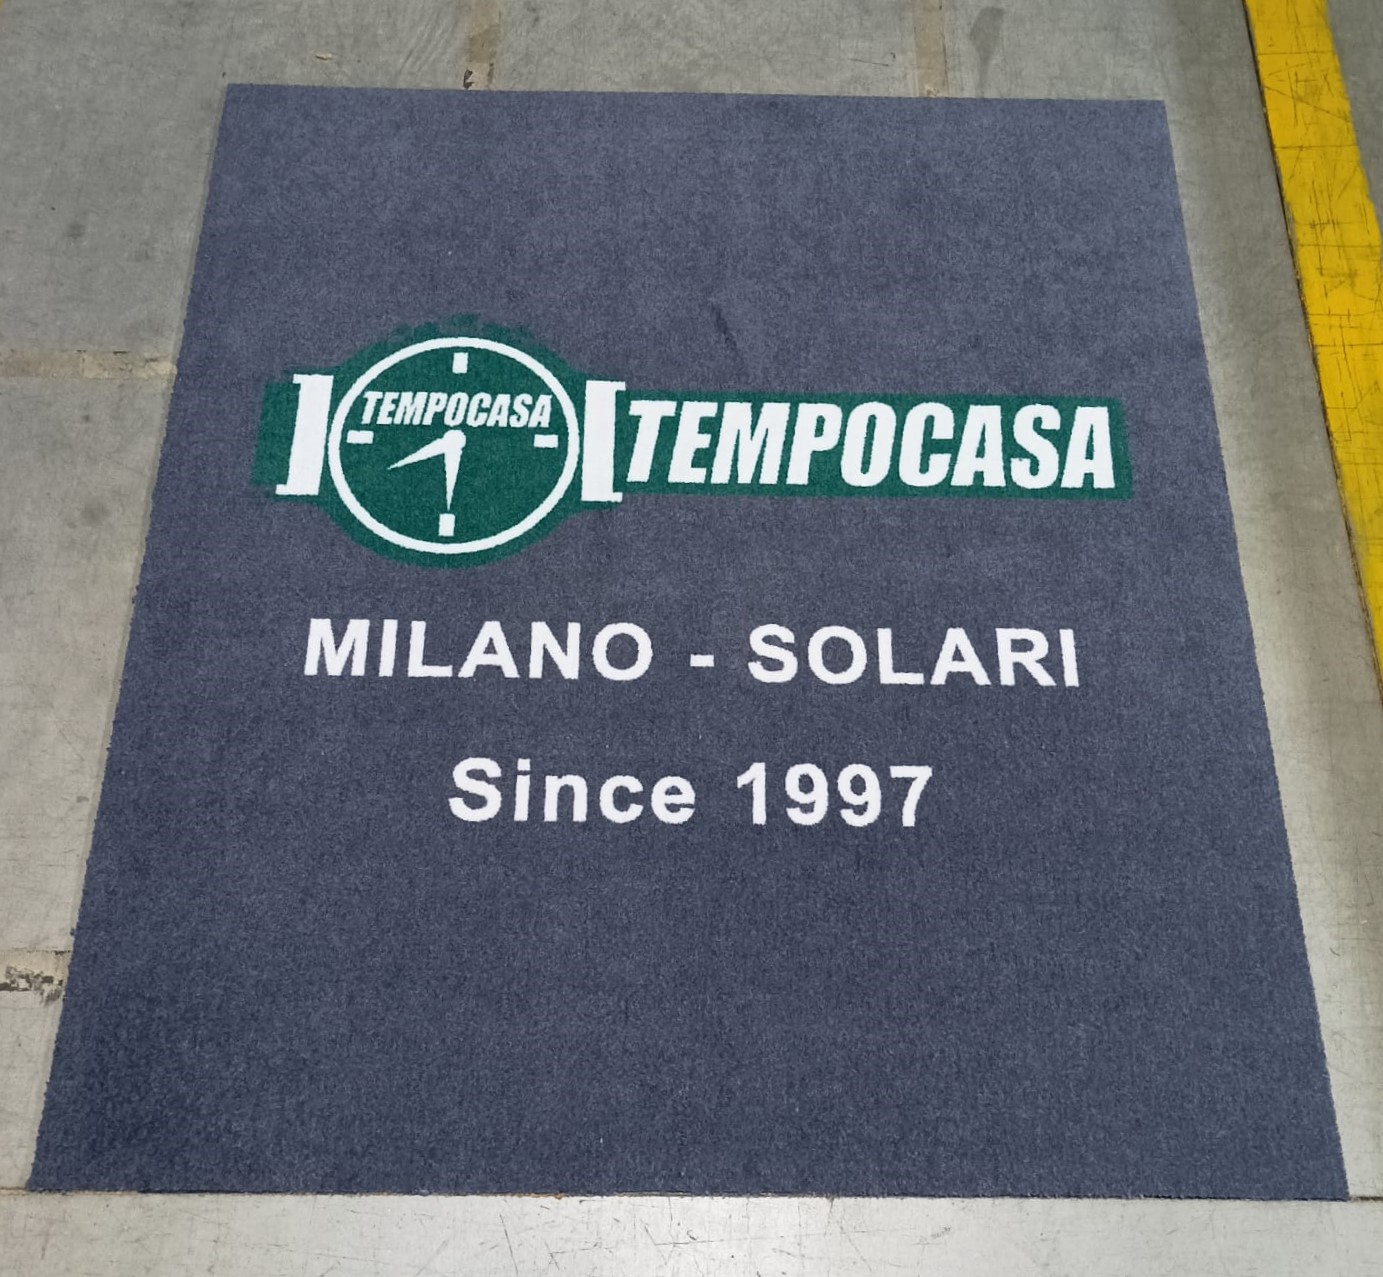 TEMPOCASA
TEMPOCASA
MILANO - SOLARI
Since 1997